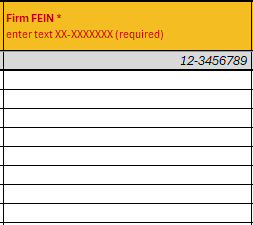 Firm FEIN *
enter text XX-XXXXXXX (required)
12-3456789